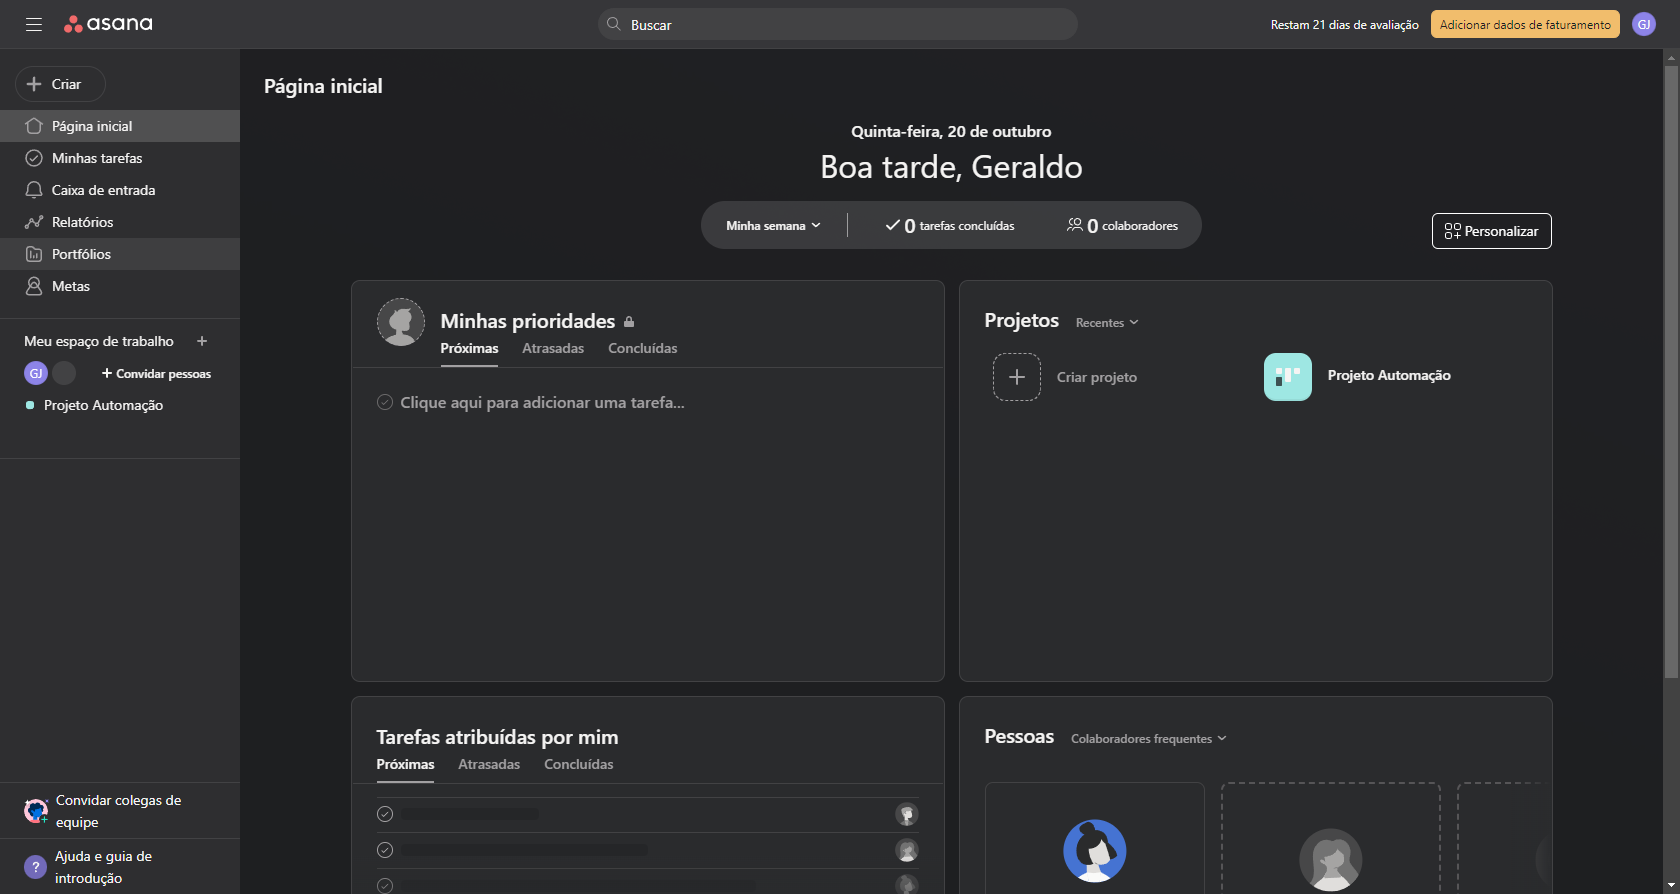 asana
Buscar
Restam 21 dias de avaliação
Adicionar dados de faturamento
GJ
Criar
Página inicial
Minhas tarefas
Caixa de entrada
Relatórios
Portfólios
Metas
Meu espaço de trabalho +
GJ
+ Convidar pessoas
Projeto Automação
Convidar colegas de
equipe
? Ajuda e guia de
introdução
Página inicial
Quinta-feira, 20 de outubro
Boa tarde, Geraldo
Minha semana
0 tarefas concluídas
0 colaboradores
Personalizar
Minhas prioridades
Próximas Atrasadas Concluídas
Clique aqui para adicionar uma tarefa...
Projetos Recentes
Criar projeto
Projeto Automação
Tarefas atribuídas por mim
Próximas Atrasadas Concluídas
Pessoas Colaboradores frequentes